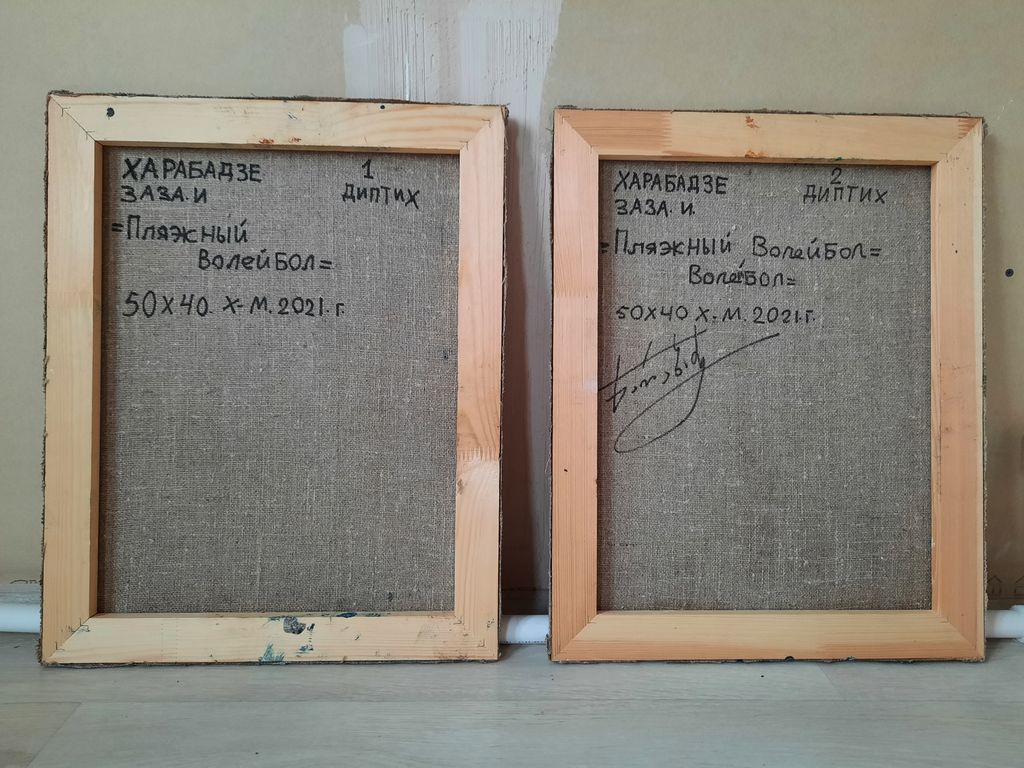 ХАРАБАДЗЕ
ЗАЗА. И
1
ДИПТИХ
=ПЛЯЖНЫЙ
ВОЛЕЙБОЛ=
50Х40. Х-М. 2021. Г.
ХАРАБАДЗЕ
ЗАЗА. И.
2
ДИПТИХ
=ПЛЯЖНЫЙ ВОЛЕЙБОЛ=
ВОЛЕЙБОЛ=
50Х40 Х-М. 2021. Г.